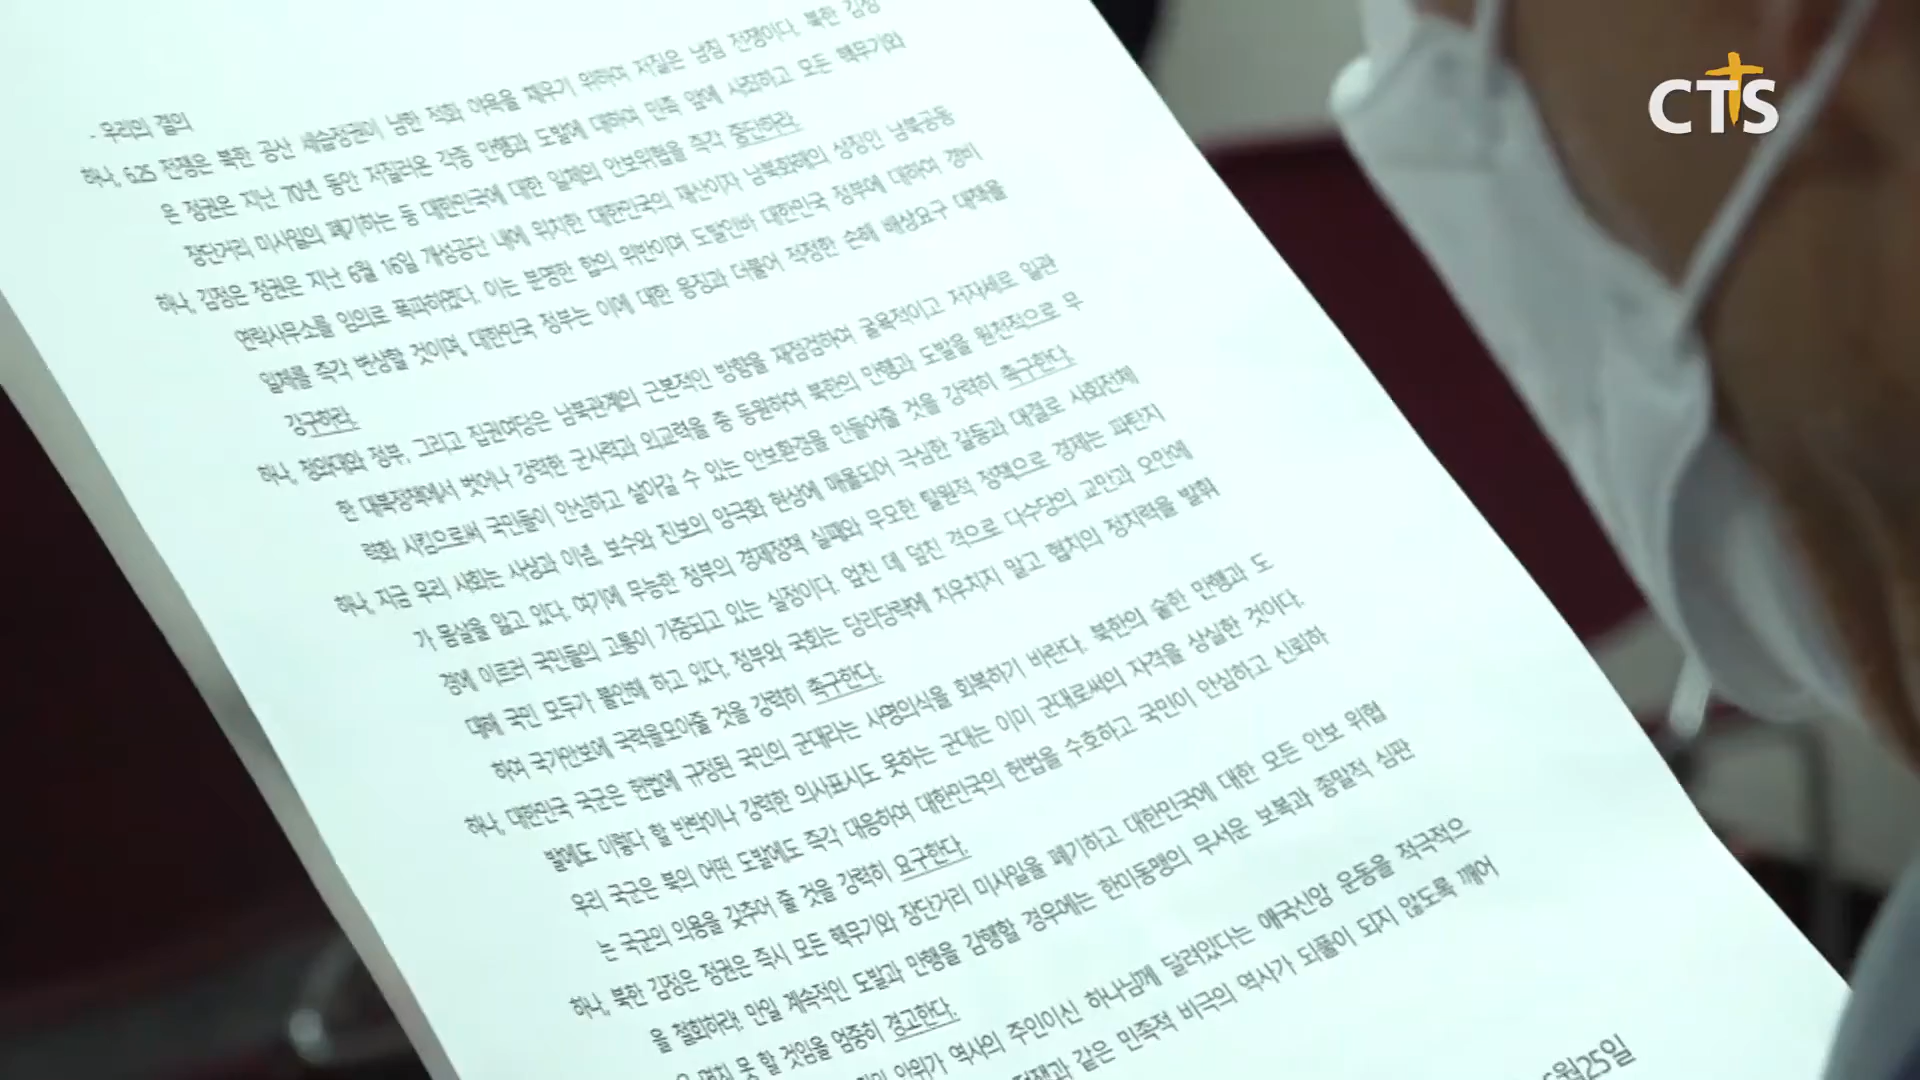 CTS
- 우리의 결의
하나, 6.25 전쟁은 북한 공산 세습정권이 남한 적화 야욕을 채우기 위하여 저질은 남침 전쟁이다. 북한 김정
은 정권은 지난 70년 동안 저질러온 각종 만행과 도발에 대하여 민족 앞에 사죄하고 모든 핵무기와
장단거리 미사일의 폐기하는 등 대한민국에 대한 일체의 안보위협을 즉각 중단하라.
하나, 김정은 정권은 지난 6월 16일 개성공단 내에 위치한 대한민국의 재산이자 남북화해의 상징인 남북공동
연락사무소를 임의로 폭파하였다. 이는 분명한 합의 위반이며 도발인바 대한민국 정부에 대하여 경비
일체를 즉각 변상할 것이며, 대한민국 정부는 이에 대한 응징과 더불어 적정한 손해 배상요구 대책을
강구하라.
하나, 청와대와 정부, 그리고 집권여당은 남북관계의 근본적인 방향을 재점검하여 굴욕적이고 저자세로 일관
한 대북정책에서 벗어나 강력한 군사력과 외교력을 총 동원하여 북한의 만행과 도발을 원천적으로 무
력화 시킴으로써 국민들이 안심하고 살아갈 수 있는 안보환경을 만들어줄 것을 강력히 촉구한다.
하나, 지금 우리 사회는 사상과 이념, 보수와 진보의 양극화 현상에 매몰되어 극심한 갈등과 대결로 사회전체
가 몸살을 앓고 있다. 여기에 무능한 정부의 경제정책 실패와 무모한 탈원적 정책으로 경제는 파탄지
경에 이르러 국민들의 고통이 가중되고 있는 실정이다. 엎친 데 덮친 격으로 다수당의 교만과 오만에
대해 국민 모두가 불안해 하고 있다. 정부와 국회는 당리당략에 치우치지 말고 협치의 정치력을 발휘
하여 국가안보에 국력을모아줄 것을 강력히 촉구한다.
하나, 대한민국 국군은 헌법에 규정된 국민의 군대라는 사명의식을 회복하기 바란다. 북한의 숱한 만행과 도
발에도 이렇다 할 반박이나 강력한 의사표시도 못하는 군대는 이미 군대로써의 자격을 상실한 것이다.
우리 국군은 북의 어떤 도발에도 즉각 대응하여 대한민국의 헌법을 수호하고 국민이 안심하고 신뢰하
는 국군의 의용을 갖추어 줄 것을 강력히 요구한다.
하나, 북한 김정은 정권은 즉시 모든 핵무기와 장단거리 미사일을 폐기하고 대한민국에 대한 모든 안보 위협
을 철회하라! 만일 계속적인 도발과 만행을 감행할 경우에는 한미동맹의 무서운 보복과 종말적 심판
면치 못 할 것임을 엄중히 경고한다.
안위가 역사의 주인이신 하나님께 달려있다는 애국신앙 운동을 적극적으
전쟁과 같은 민족적 비극의 역사가 되풀이 되지 않도록 깨어
6월25일